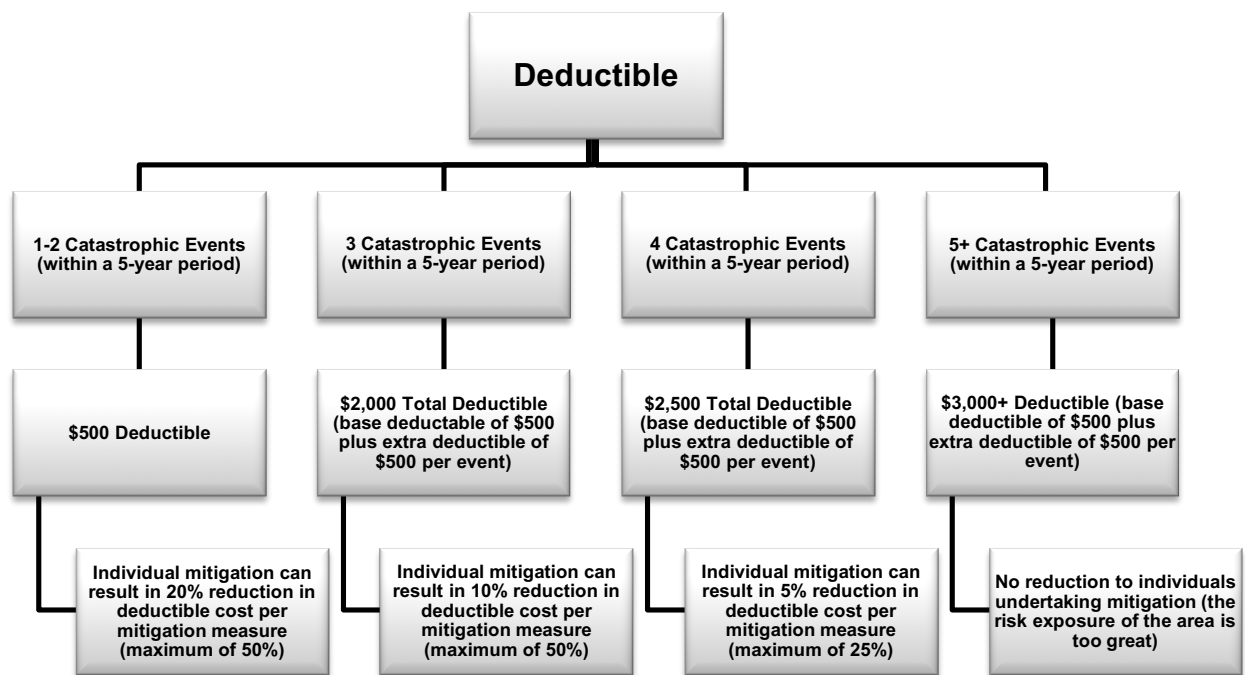 Deductible
1-2 Catastrophic Events
(within a 5-year period)
3 Catastrophic Events
(within a 5-year period)
4 Catastrophic Events
(within a 5-year period)
5+ Catastrophic Events
(within a 5-year period)
$500 Deductible
$2,000 Total Deductible
(base deductable of $500
plus extra deductible of
$500 per event)
$2,500 Total Deductible
(base deductible of $500
plus extra deductible of
$500 per event)
$3,000+ Deductible (base
deductible of $500 plus
extra deductible of $500 per
event)
Individual mitigation can
result in 20% reduction in
deductible cost per
mitigation measure
(maximum of 50%)
Individual mitigation can
result in 10% reduction in
deductible cost per
mitigation measure
(maximum of 50%)
Individual mitigation can
result in 5% reduction in
deductible cost per
mitigation measure
(maximum of 25%)
No reduction to individuals
undertaking mitigation (the
risk exposure of the area is
too great)